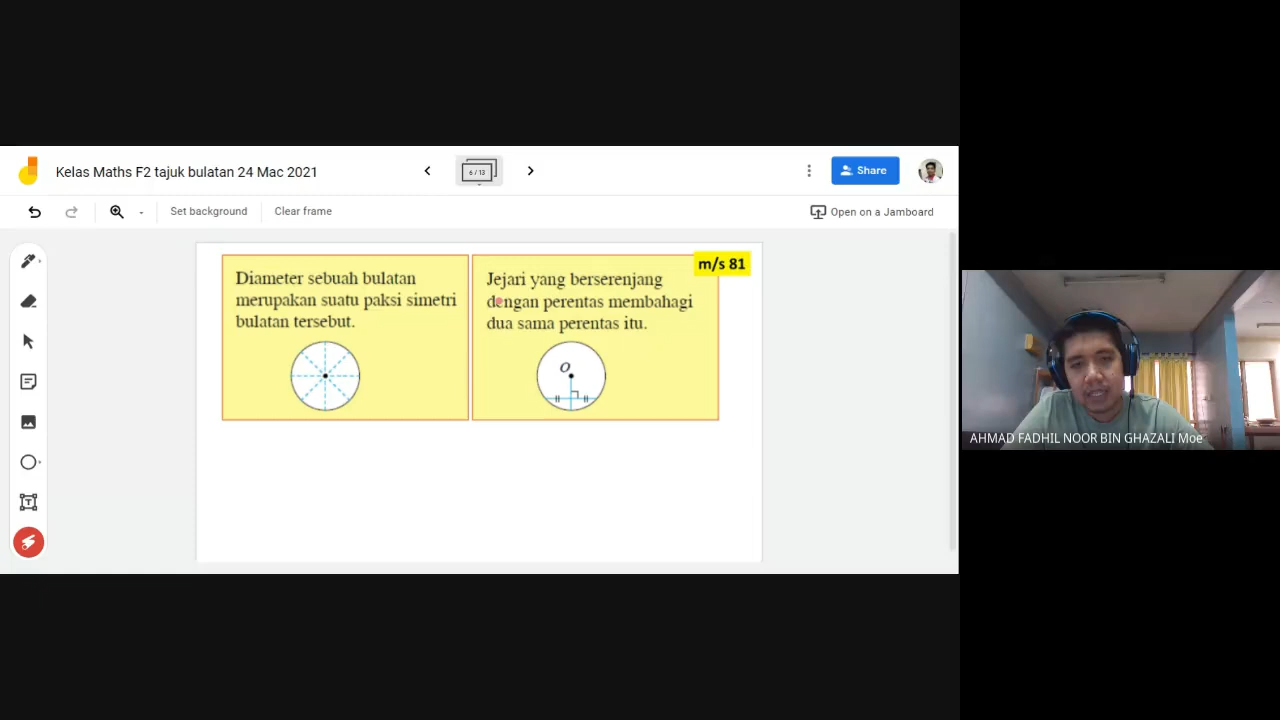 Kelas Maths F2 tajuk bulatan 24 Mac 2021
6 / 13
Share
Set background
Clear frame
Open on a Jamboard
m/s 81
Diameter sebuah bulatan
merupakan suatu paksi simetri
bulatan tersebut.
Jejari yang berserenjang
dengan perentas membahagi
dua sama perentas itu.
O
T
AHMAD FADHIL NOOR BIN GHAZALI Moe